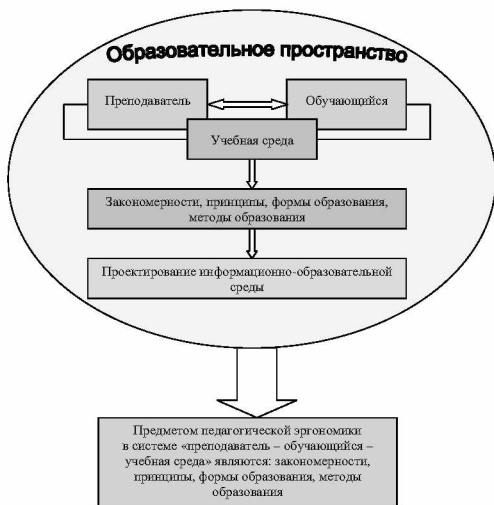 Образовательное пространство
Преподаватель
Обучающийся
Учебная среда
Закономерности, принципы, формы образования,
методы образования
Проектирование информационно-образовательной
среды
Предметом педагогической эргономики
в системе «преподаватель – обучающийся –
учебная среда» являются: закономерности,
принципы, формы образования, методы
образования